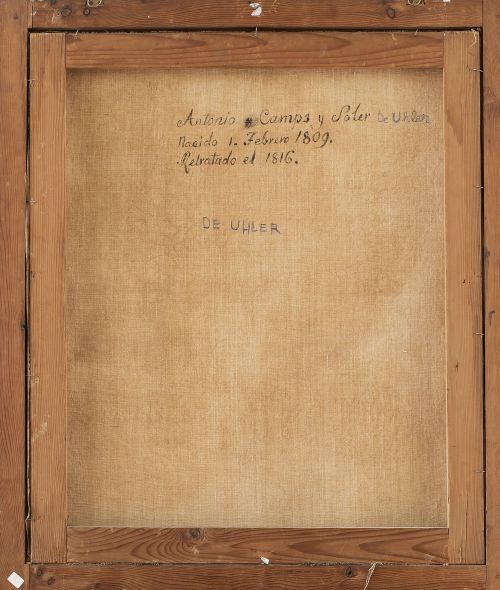 Antonio Camps y Soler De Uhler
Nacido 1. Febrero 1809.
Retratado el 1816.
DE UHLER